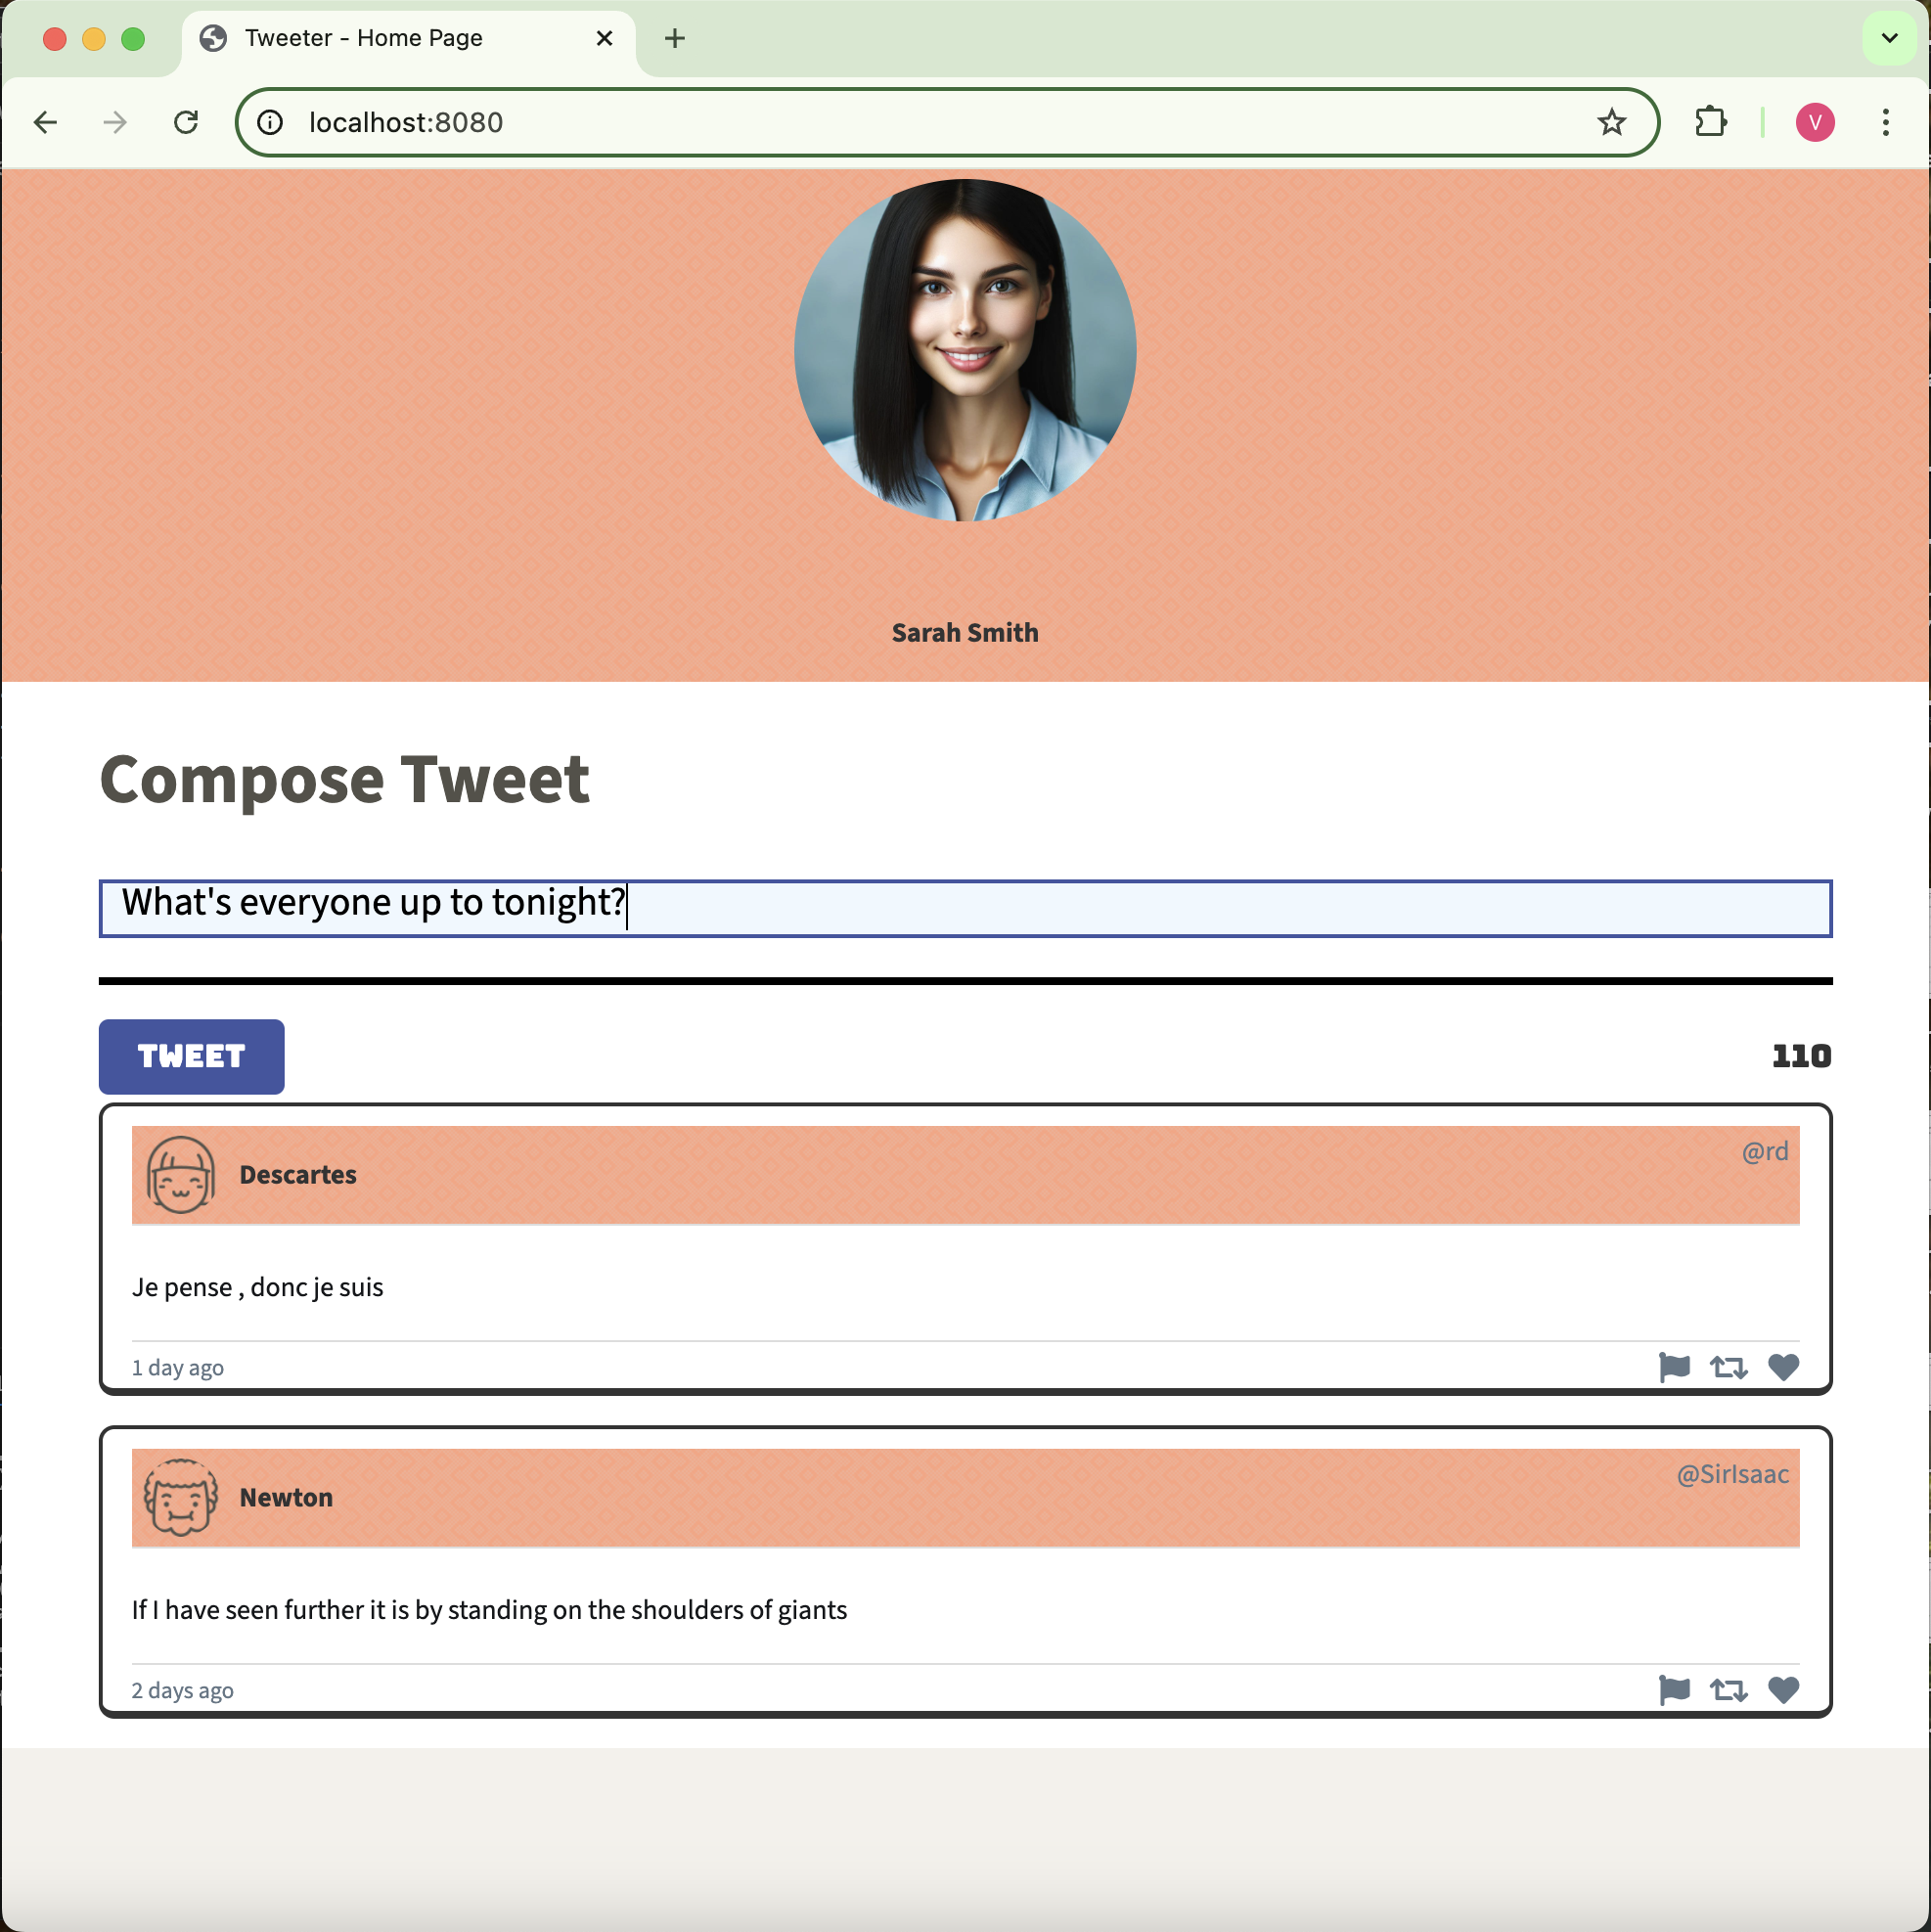 Tweeter - Home Page
localhost:8080
V
Sarah Smith
Compose Tweet
What's everyone up to tonight?
TWEET
110
Descartes
@rd
Je pense , donc je suis
1 day ago
Newton
@SirIsaac
If I have seen further it is by standing on the shoulders of giants
2 days ago